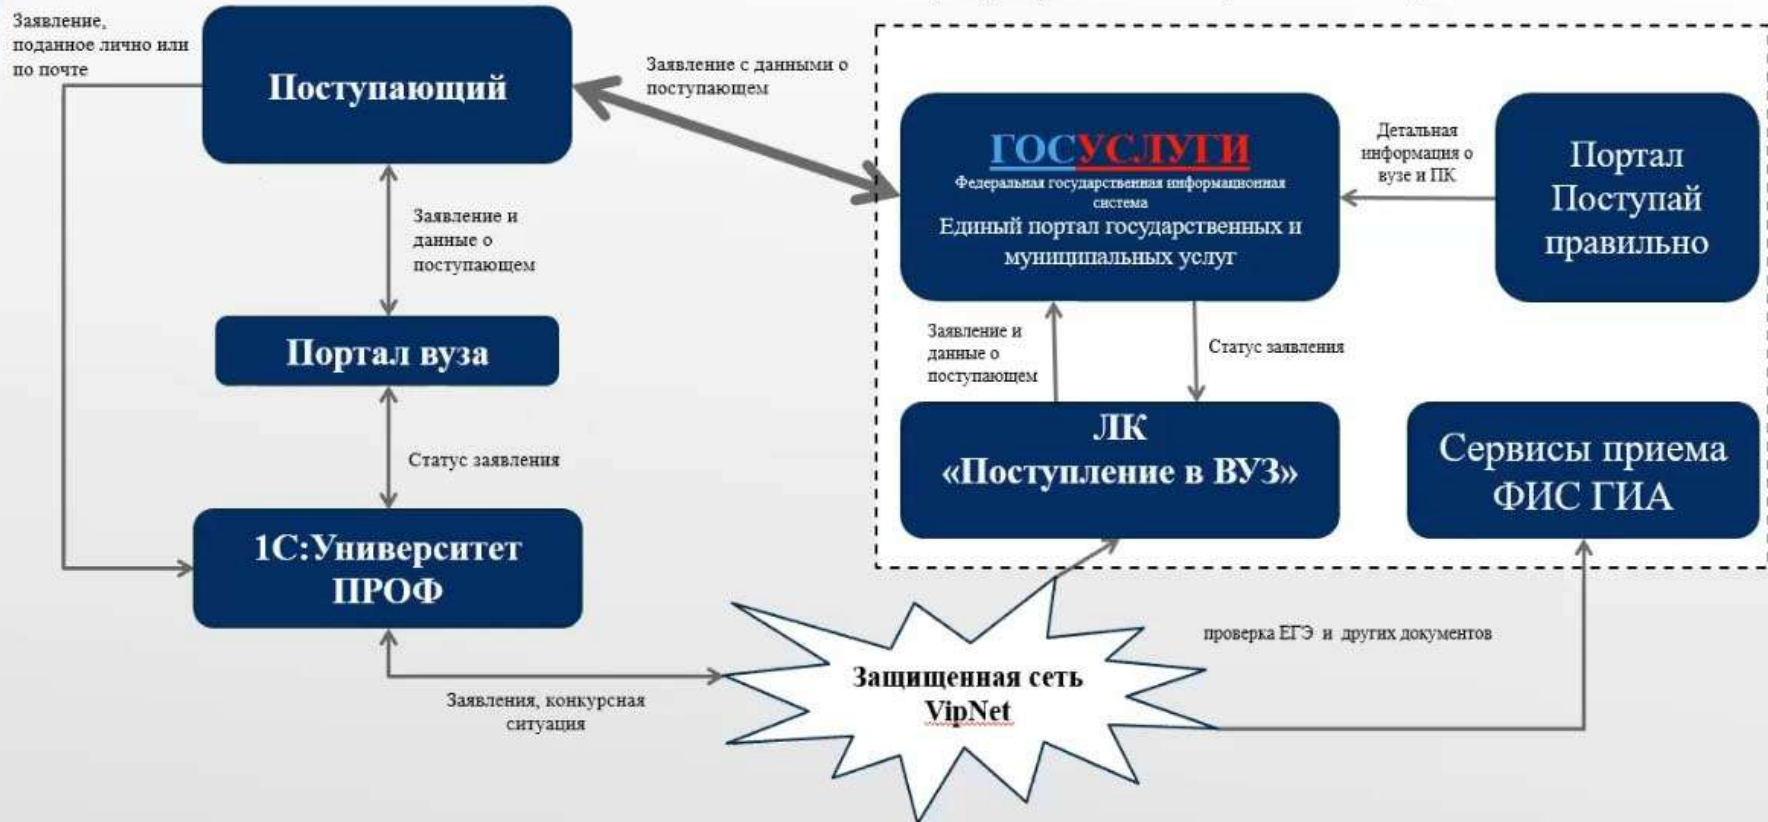 Заявление,
поданное лично или
по почте
Поступающий
Заявление с данными о
поступающем
ГОСУСЛУГИ
Федеральная государственная информационная
система
Единый портал государственных и
муниципальных услуг
Детальная
информация о
вузе и ПК
Портал
Поступай
правильно
Заявление и
данные о
поступающем
Портал вуза
Статус заявления
1С:Университет
ПРОФ
Заявление и
данные о
поступающем
Статус заявления
ЛК
«Поступление в ВУЗ»
Сервисы приема
ФИС ГИА
Заявления, конкурсная
ситуация
Защищенная сеть
VipNet
проверка ЕГЭ и других документов